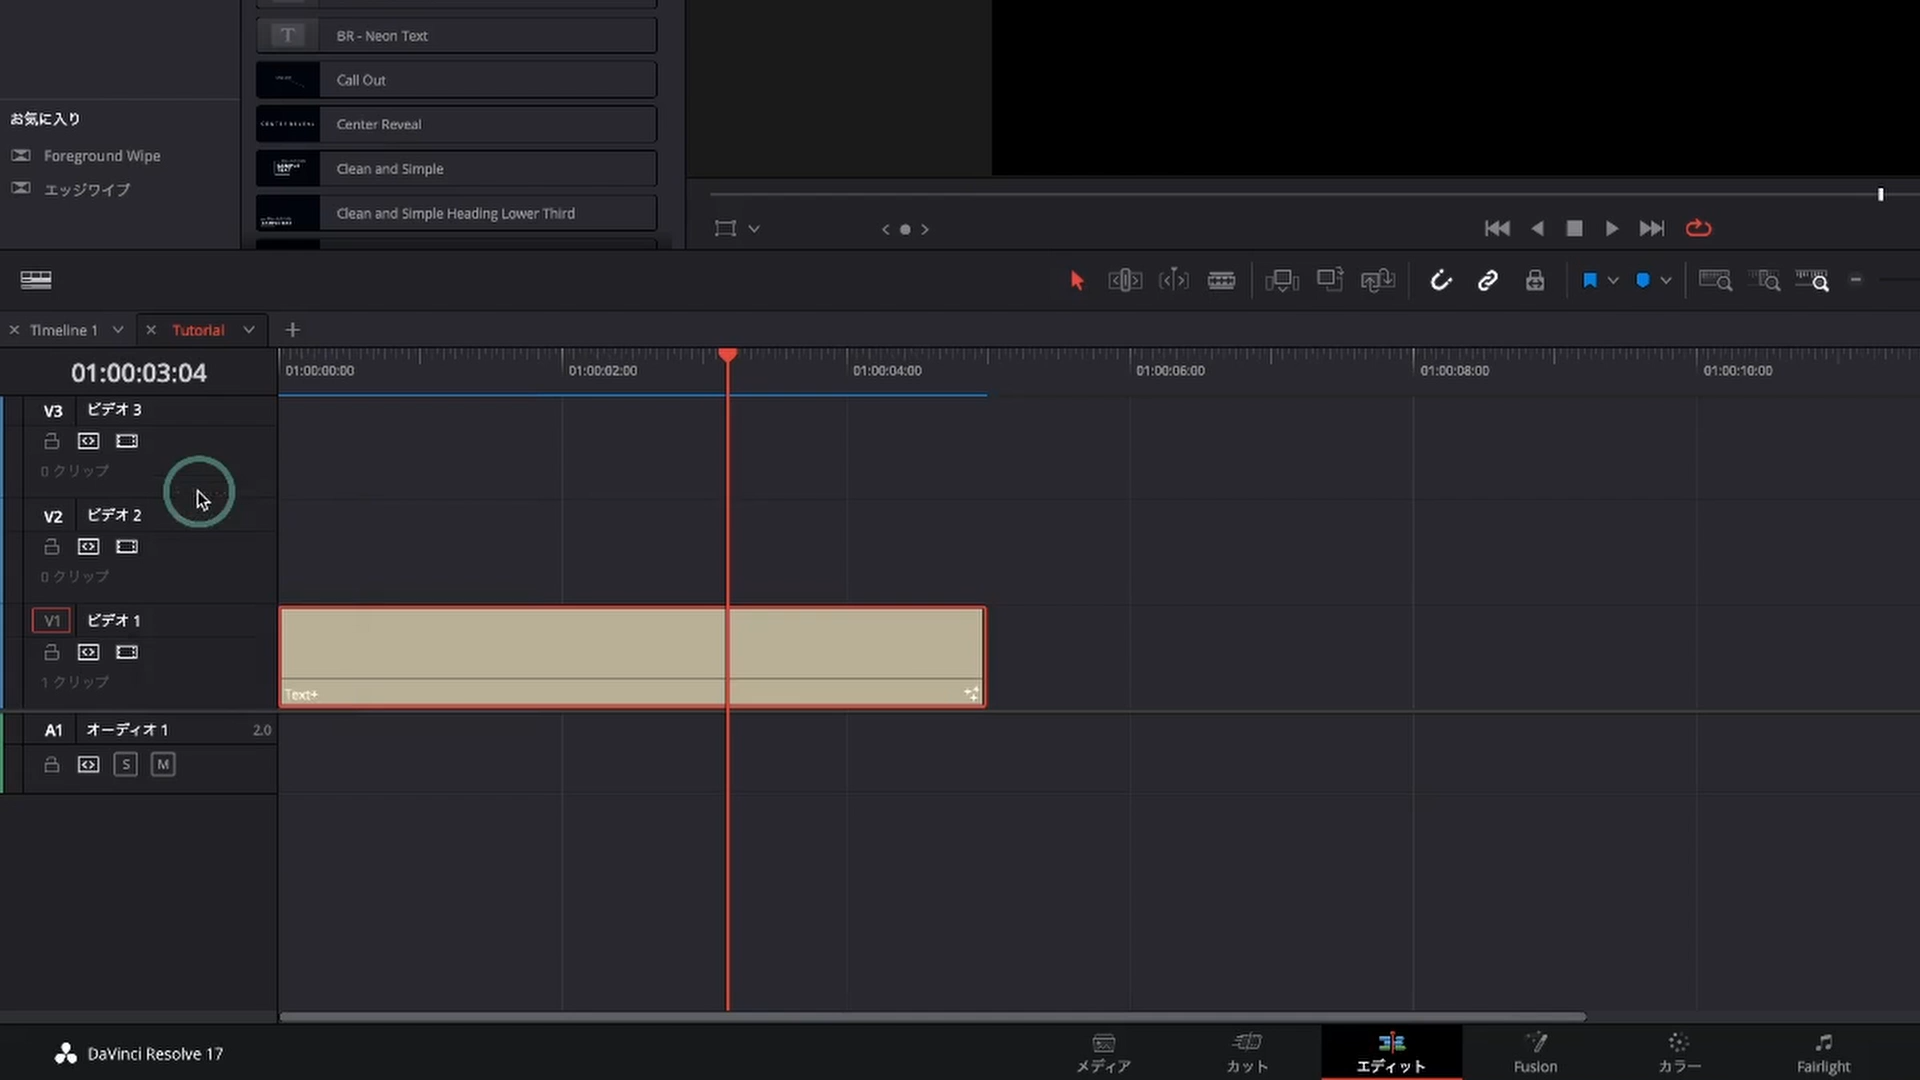 T BR - Neon Text
Call Out
お気に入り
CENTER REVEAL Center Reveal
Foreground Wipe
Clean and Simple
エッジワイプ
Clean and Simple Heading Lower Third
Timeline 1
Tutorial
01:00:03:04
01:00:00:00 01:00:02:00 01:00:04:00 01:00:06:00 01:00:08:00 01:00:10:00
V3 ビデオ 3
0 クリップ
V2 ビデオ 2
0 クリップ
V1 ビデオ 1
1 クリップ
Text+
A1 オーディオ 1 2.0
S M
DaVinci Resolve 17
メディア カット エディット Fusion カラー Fairlight